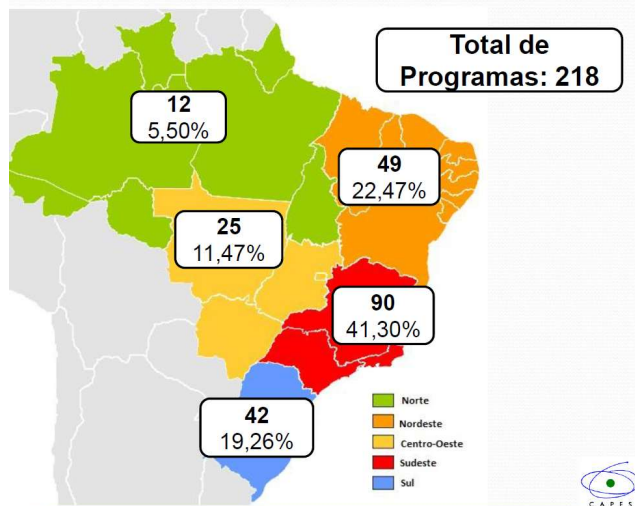 Total de
Programas: 218
12
5,50%
49
22,47%
25
11,47%
90
41,30%
42
19,26%
Norte
Nordeste
Centro-Oeste
Sudeste
Sul
C A P E S